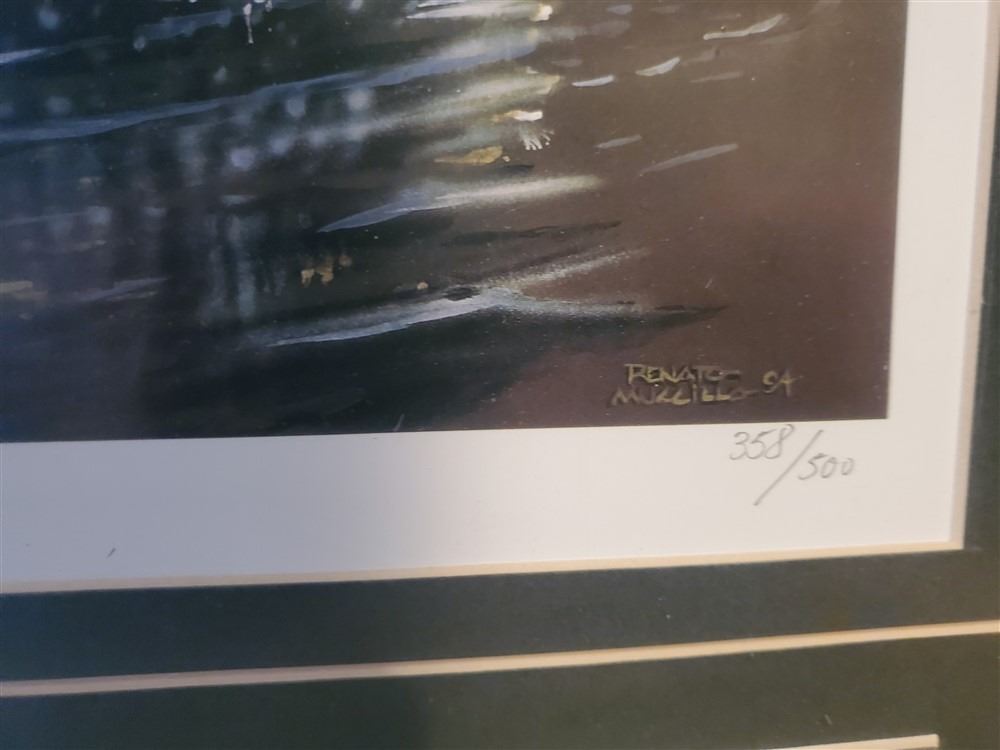 RENATO
MUCCILLO 94
358/500